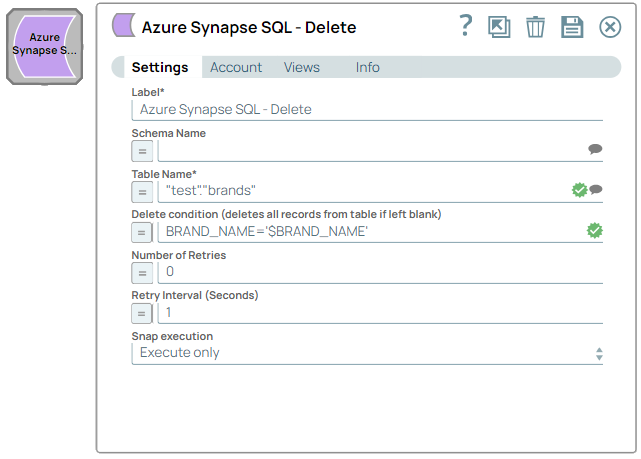 Azure
Synapse S...
Azure Synapse SQL - Delete
?
Settings Account Views Info
Label*
Azure Synapse SQL - Delete
Schema Name
=
Table Name*
= "test"."brands"
Delete condition (deletes all records from table if left blank)
= BRAND_NAME='$BRAND_NAME'
Number of Retries
= 0
Retry Interval (Seconds)
= 1
Snap execution
Execute only